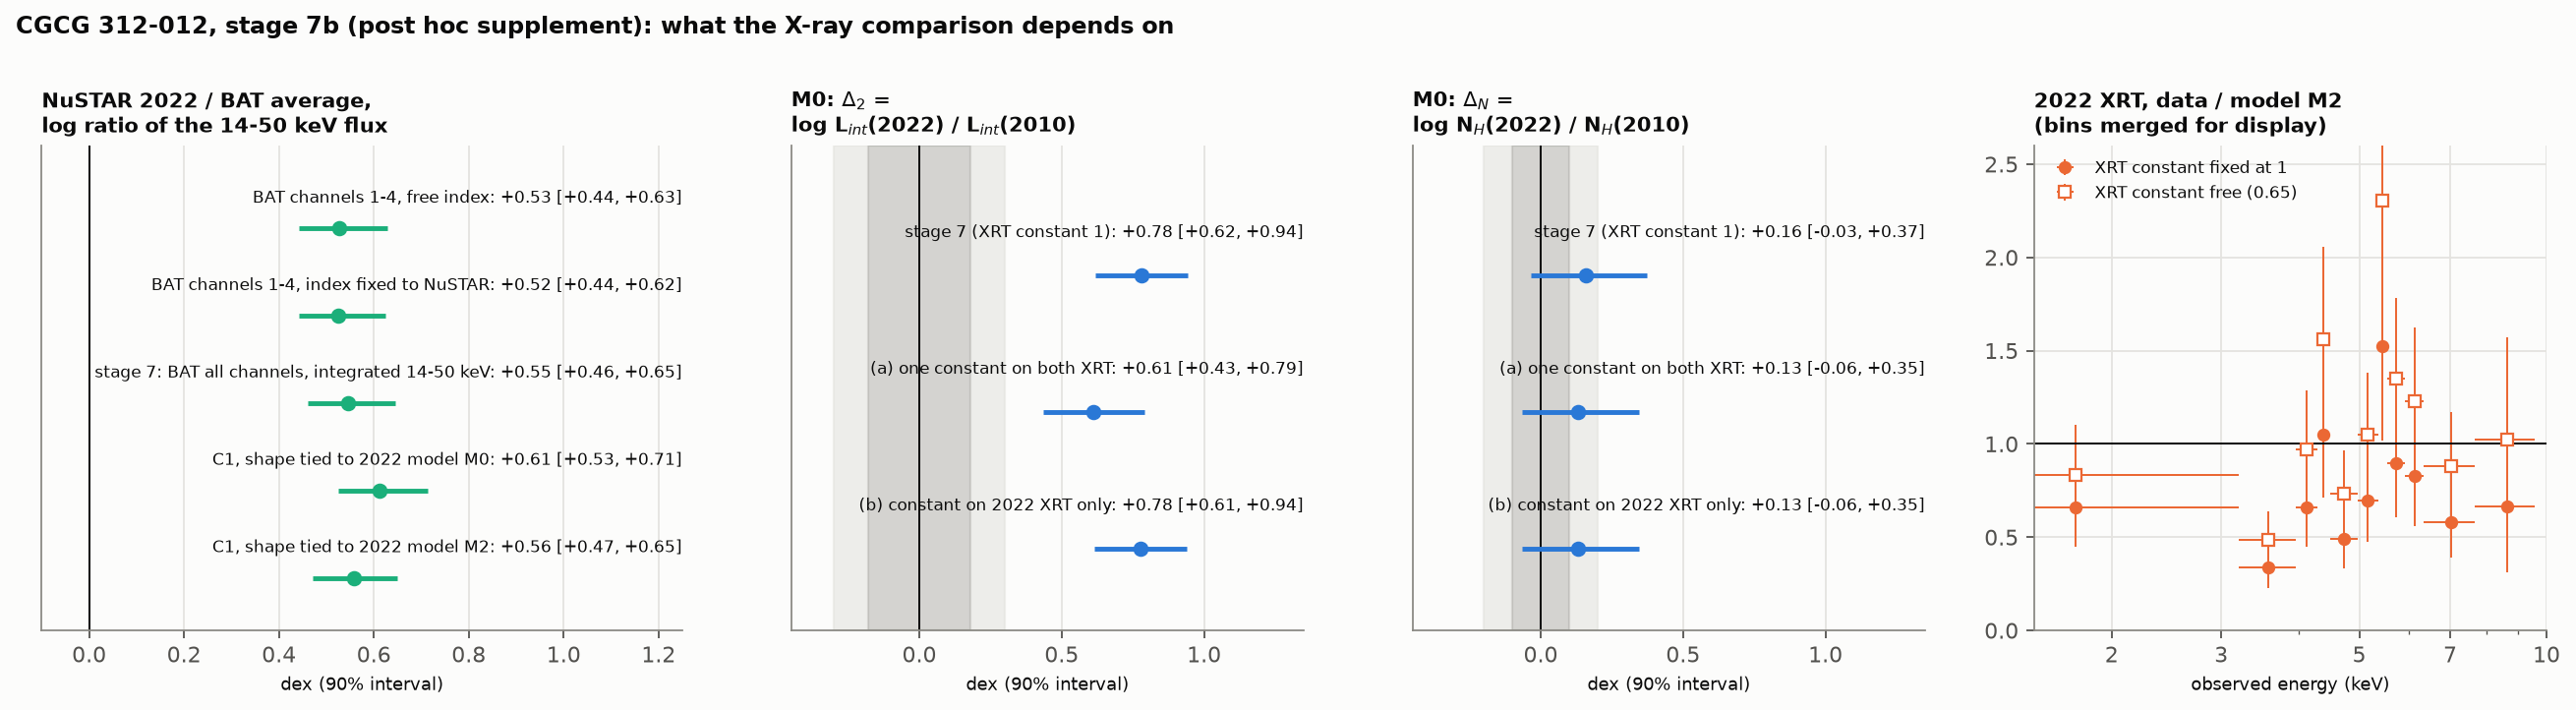 CGCG 312-012, stage 7b (post hoc supplement): what the X-ray comparison depends on
NuSTAR 2022 / BAT average,
log ratio of the 14-50 keV flux
BAT channels 1-4, free index: +0.53 [+0.44, +0.63]
BAT channels 1-4, index fixed to NuSTAR: +0.52 [+0.44, +0.62]
stage 7: BAT all channels, integrated 14-50 keV: +0.55 [+0.46, +0.65]
C1, shape tied to 2022 model M0: +0.61 [+0.53, +0.71]
C1, shape tied to 2022 model M2: +0.56 [+0.47, +0.65]
0.0 0.2 0.4 0.6 0.8 1.0 1.2
dex (90% interval)
M0: Δ2 =
log Lint(2022) / Lint(2010)
stage 7 (XRT constant 1): +0.78 [+0.62, +0.94]
(a) one constant on both XRT: +0.61 [+0.43, +0.79]
(b) constant on 2022 XRT only: +0.78 [+0.61, +0.94]
0.0 0.5 1.0
dex (90% interval)
M0: ΔN =
log NH(2022) / NH(2010)
stage 7 (XRT constant 1): +0.16 [-0.03, +0.37]
(a) one constant on both XRT: +0.13 [-0.06, +0.35]
(b) constant on 2022 XRT only: +0.13 [-0.06, +0.35]
0.0 0.5 1.0
dex (90% interval)
2022 XRT, data / model M2
(bins merged for display)
XRT constant fixed at 1
XRT constant free (0.65)
2.5
2.0
1.5
1.0
0.5
0.0
2 3 5 7 10
observed energy (keV)